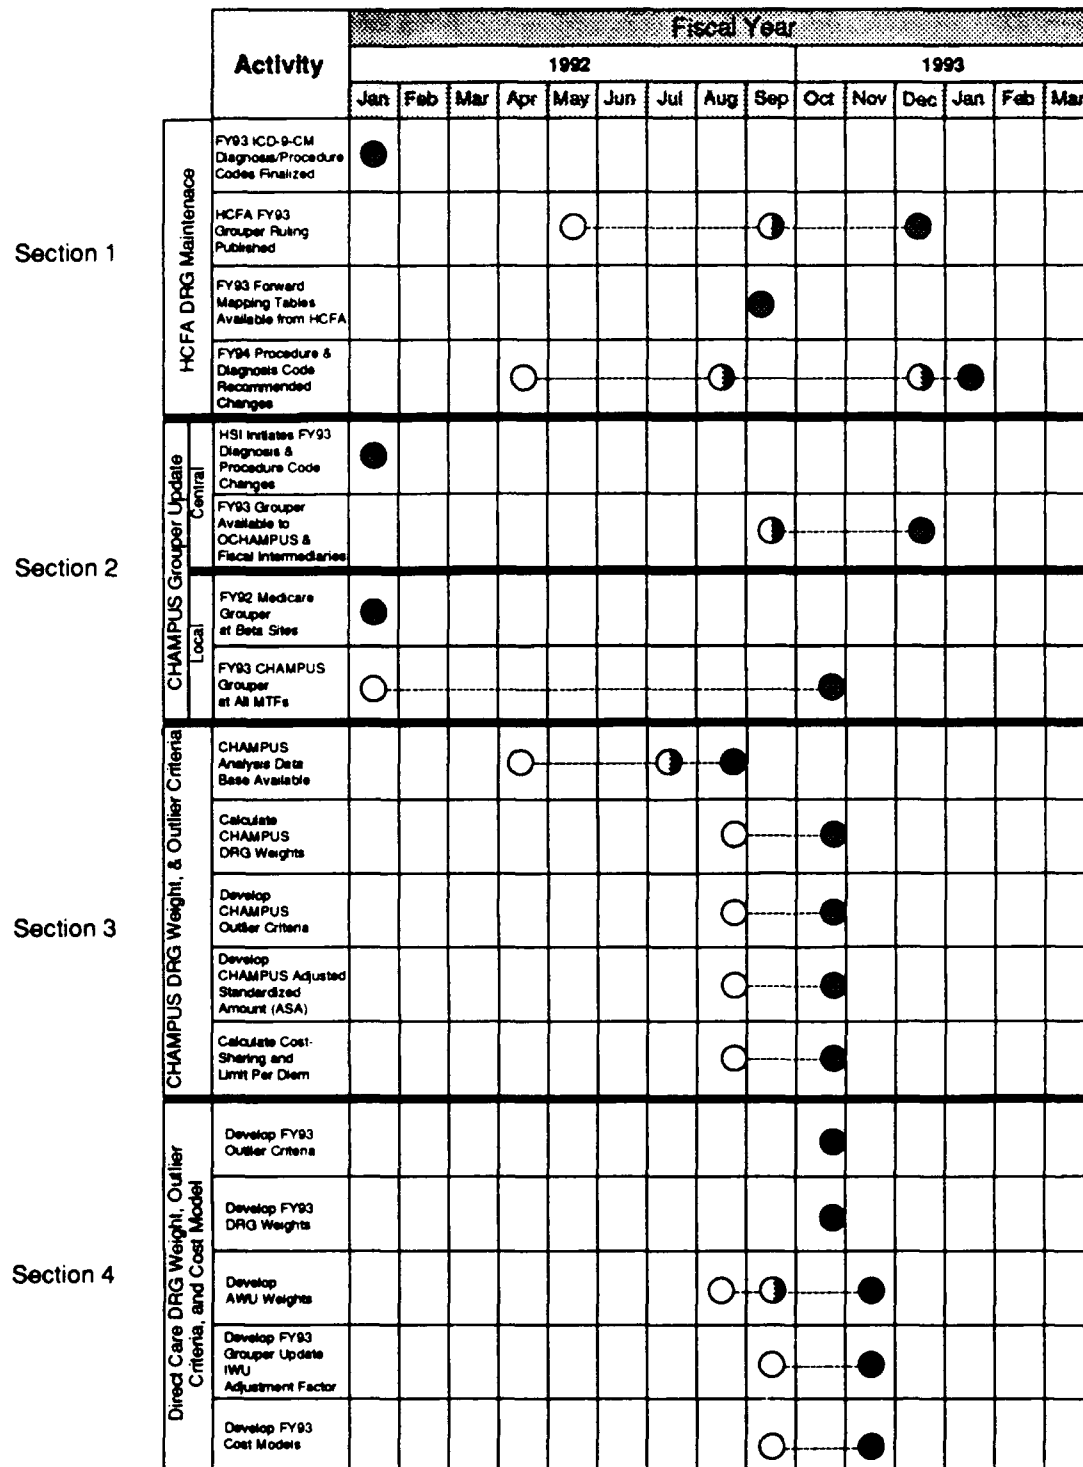 Fiscal Year
Activity
1992
1993
Jan Feb Mar Apr May Jun Jul Aug Sep Oct Nov Dec Jan Feb Mar
Section 1
HCFA DRG Maintenace
FY93 ICD-9-CM
Diagnosis/Procedure
Codes Finalized
HCFA FY93
Grouper Ruling
Published
FY93 Forward
Mapping Tables
Available from HCFA
FY94 Procedure &
Diagnosis Code
Recommended
Changes
Section 2
CHAMPUS Grouper Update
Central
HSI Initiates FY93
Diagnosis &
Procedure Code
Changes
FY93 Grouper
Available to
OCHAMPUS &
Fiscal Intermediaries
Local
FY92 Medicare
Grouper
at Beta Sites
FY93 CHAMPUS
Grouper
at All MTFs
Section 3
CHAMPUS DRG Weight, & Outlier Criteria
CHAMPUS
Analysis Data
Base Available
Calculate
CHAMPUS
DRG Weights
Develop
CHAMPUS
Outlier Criteria
Develop
CHAMPUS Adjusted
Standardized
Amount (ASA)
Calculate Cost-
Sharing and
Limit Per Diem
Section 4
Direct Care DRG Weight, Outlier
Criteria, and Cost Model
Develop FY93
Outlier Criteria
Develop FY93
DRG Weights
Develop
AWU Weights
Develop FY93
Grouper Update
IWU
Adjustment Factor
Develop FY93
Cost Models